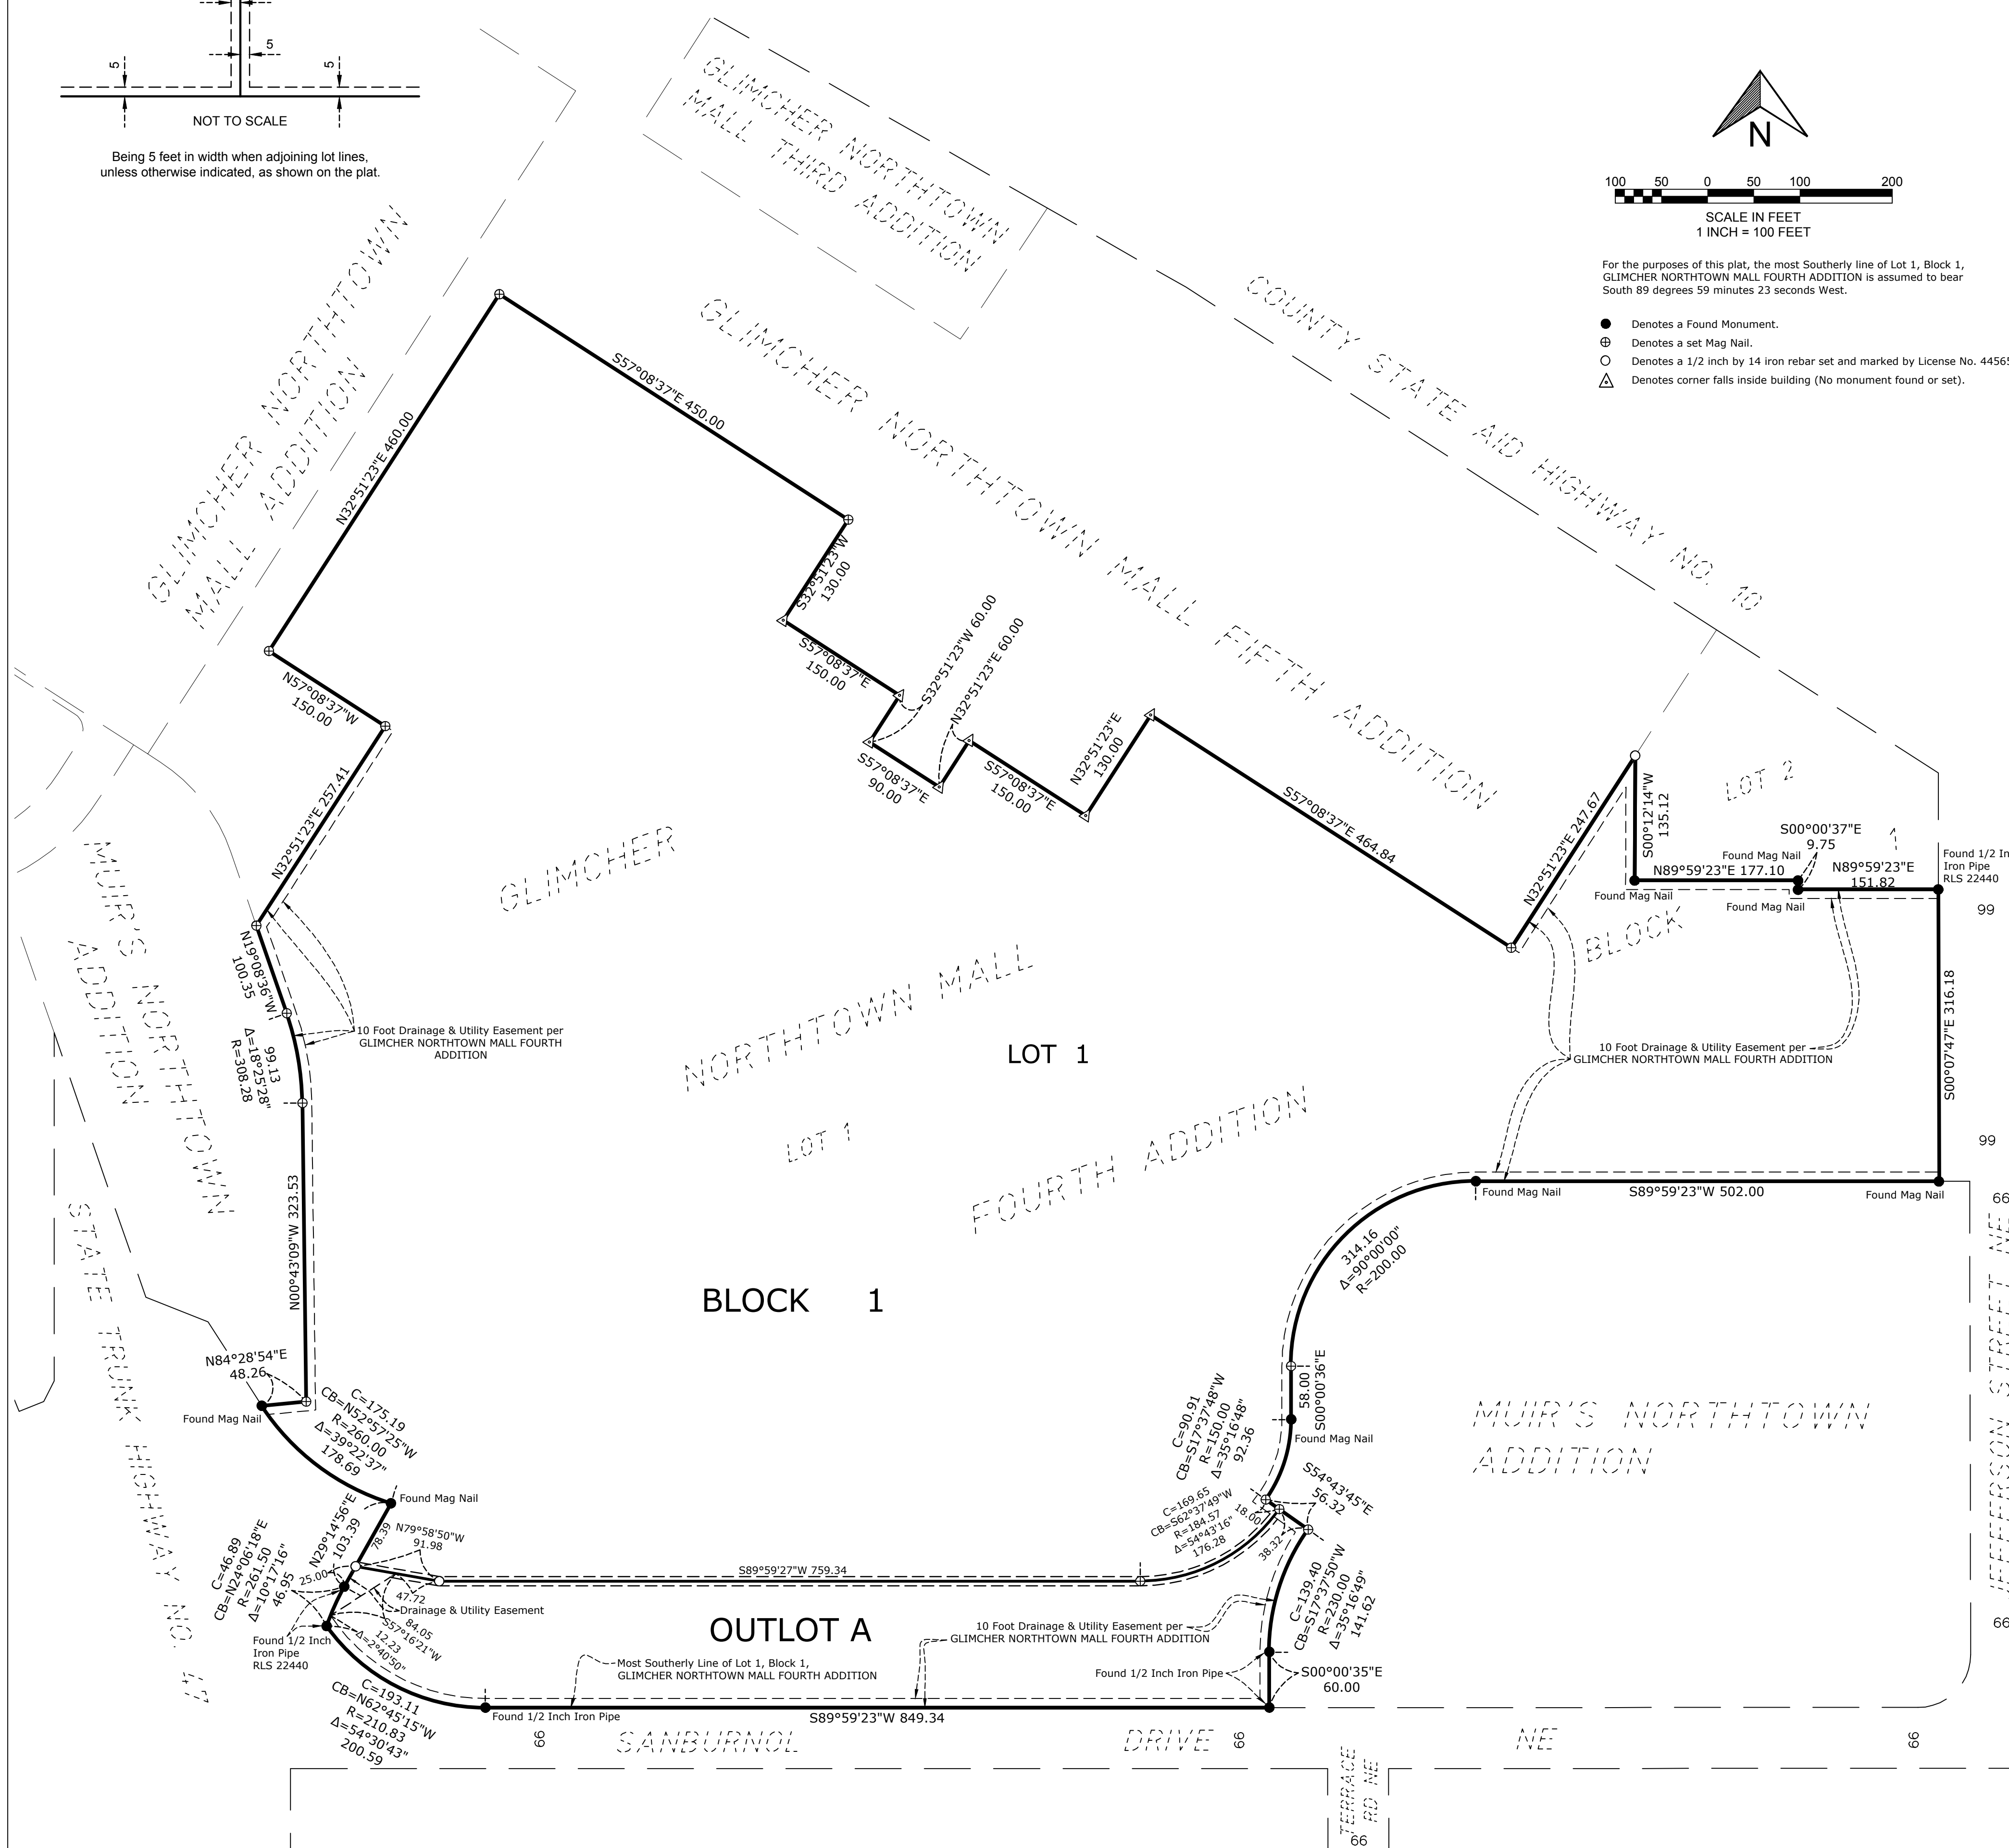 5
5
5
NOT TO SCALE
Being 5 feet in width when adjoining lot lines,
unless otherwise indicated, as shown on the plat.
GLIMCHER NORTHTOWN
MALL THIRD ADDITION
N
100 50 0 50 100 200
SCALE IN FEET
1 INCH = 100 FEET
For the purposes of this plat, the most Southerly line of Lot 1, Block 1,
GLIMCHER NORTHTOWN MALL FOURTH ADDITION is assumed to bear
South 89 degrees 59 minutes 23 seconds West.
Denotes a Found Monument.
Denotes a set Mag Nail.
Denotes a 1/2 inch by 14 iron rebar set and marked by License No. 44565
Denotes corner falls inside building (No monument found or set).
GLIMCHER NORTHTOWN
MALL ADDITION
GLIMCHER NORTHTOWN MALL FIFTH ADDITION
COUNTY STATE AID HIGHWAY NO. 10
N32°51'23"E 460.00
S57°08'37"E 450.00
S32°51'23"W
130.00
S57°08'37"E
150.00
S32°51'23"W 60.00
N32°51'23"E 60.00
S57°08'37"E
90.00
S57°08'37"E
150.00
N32°51'23"E
130.00
S57°08'37"E 464.84
N32°51'23"E 247.67
S00°12'14"W
135.12
LOT 2
BLOCK 1
S00°00'37"E
9.75
Found Mag Nail
N89°59'23"E 177.10
Found Mag Nail
N89°59'23"E
151.82
Found Mag Nail
Found 1/2 In
Iron Pipe
RLS 22440
99
S00°07'47"E 316.18
99
N57°08'37"W
150.00
N32°51'23"E 257.41
N19°08'36"W
100.35
99.13
Δ=18°25'28"
R=308.28
10 Foot Drainage & Utility Easement per
GLIMCHER NORTHTOWN MALL FOURTH
ADDITION
GLIMCHER
NORTHTOWN MALL
FOURTH ADDITION
LOT 1
LOT 1
BLOCK 1
10 Foot Drainage & Utility Easement per
GLIMCHER NORTHTOWN MALL FOURTH ADDITION
MUIR'S NORTHTOWN
ADDITION
STATE TRUNK HIGHWAY NO. 47
N00°43'09"W 323.53
N84°28'54"E
48.26
Found Mag Nail
C=175.19
CB=N52°57'25"W
R=260.00
Δ=39°22'37"
178.69
Found Mag Nail
N29°14'56"E
103.39
78.39
25.00
N79°58'50"W
91.98
C=46.89
CB=N24°06'18"E
R=261.50
Δ=10°17'16"
46.95
Found 1/2 Inch
Iron Pipe
RLS 22440
47.72
Drainage & Utility Easement
84.05
S57°16'21"W
12.23
Δ=2°40'50"
C=193.11
CB=N62°45'15"W
R=210.83
Δ=54°30'43"
200.59
S89°59'27"W 759.34
OUTLOT A
Most Southerly Line of Lot 1, Block 1,
GLIMCHER NORTHTOWN MALL FOURTH ADDITION
10 Foot Drainage & Utility Easement per
GLIMCHER NORTHTOWN MALL FOURTH ADDITION
Found 1/2 Inch Iron Pipe
S89°59'23"W 849.34
Found 1/2 Inch Iron Pipe
S00°00'35"E
60.00
C=139.40
CB=S17°37'50"W
R=230.00
Δ=35°16'49"
141.62
S54°43'45"E
56.32
18.00
38.32
C=169.65
CB=S62°37'49"W
R=184.57
Δ=54°43'16"
176.28
C=90.91
CB=S17°37'48"W
R=150.00
Δ=35°16'48"
92.36
Found Mag Nail
58.00
S00°00'36"E
314.16
Δ=90°00'00"
R=200.00
Found Mag Nail
S89°59'23"W 502.00
Found Mag Nail
66
MUIR'S NORTHTOWN
ADDITION
66
66
SANBURNOL DRIVE NE
66
66
TERRACE
RD NE
66